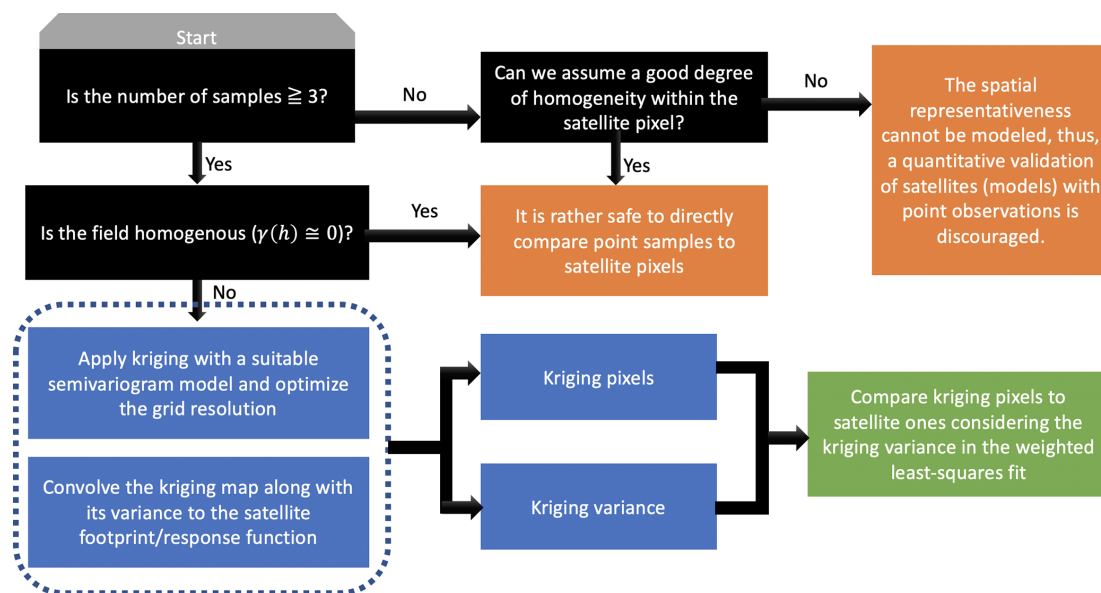 Start
Is the number of samples ≧ 3?
No
Can we assume a good degree
of homogeneity within the
satellite pixel?
No
The spatial
representativeness
cannot be modeled, thus,
a quantitative validation
of satellites (models) with
point observations is
discouraged.
Yes
Yes
Is the field homogenous (γ(h) ≅ 0)?
Yes
It is rather safe to directly
compare point samples to
satellite pixels
No
Apply kriging with a suitable
semivariogram model and optimize
the grid resolution
Convolve the kriging map along with
its variance to the satellite
footprint/response function
Kriging pixels
Kriging variance
Compare kriging pixels to
satellite ones considering the
kriging variance in the weighted
least-squares fit